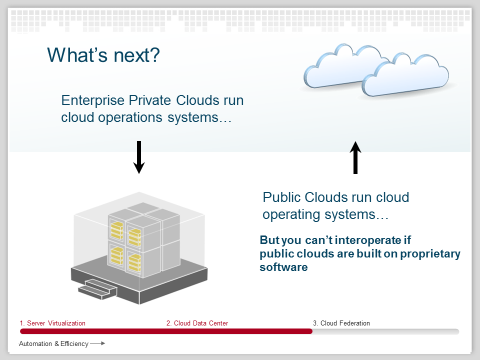 What's next?
Enterprise Private Clouds run
cloud operations systems…
Public Clouds run cloud
operating systems…
But you can't interoperate if
public clouds are built on proprietary
software
1. Server Virtualization
2. Cloud Data Center
3. Cloud Federation
Automation & Efficiency